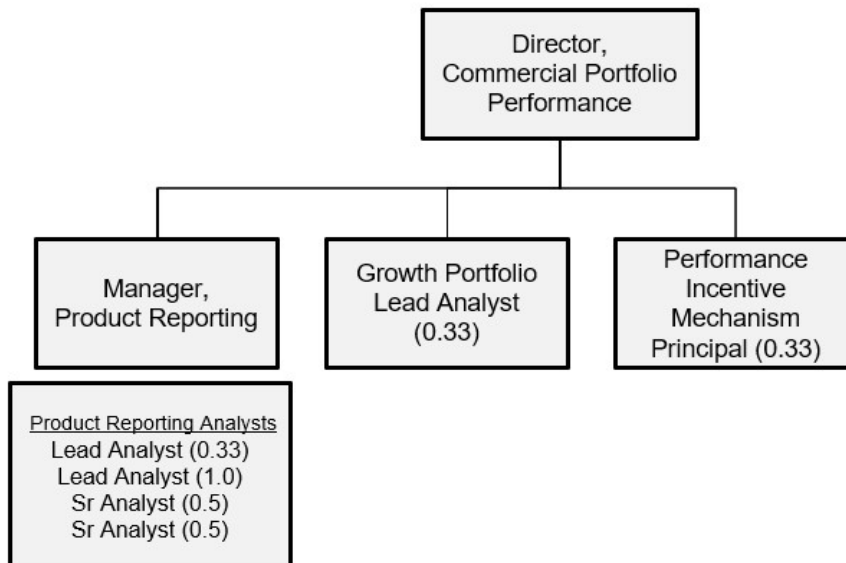 Director,
Commercial Portfolio
Performance
Manager,
Product Reporting
Growth Portfolio
Lead Analyst
(0.33)
Performance
Incentive
Mechanism
Principal (0.33)
Product Reporting Analysts
Lead Analyst (0.33)
Lead Analyst (1.0)
Sr Analyst (0.5)
Sr Analyst (0.5)